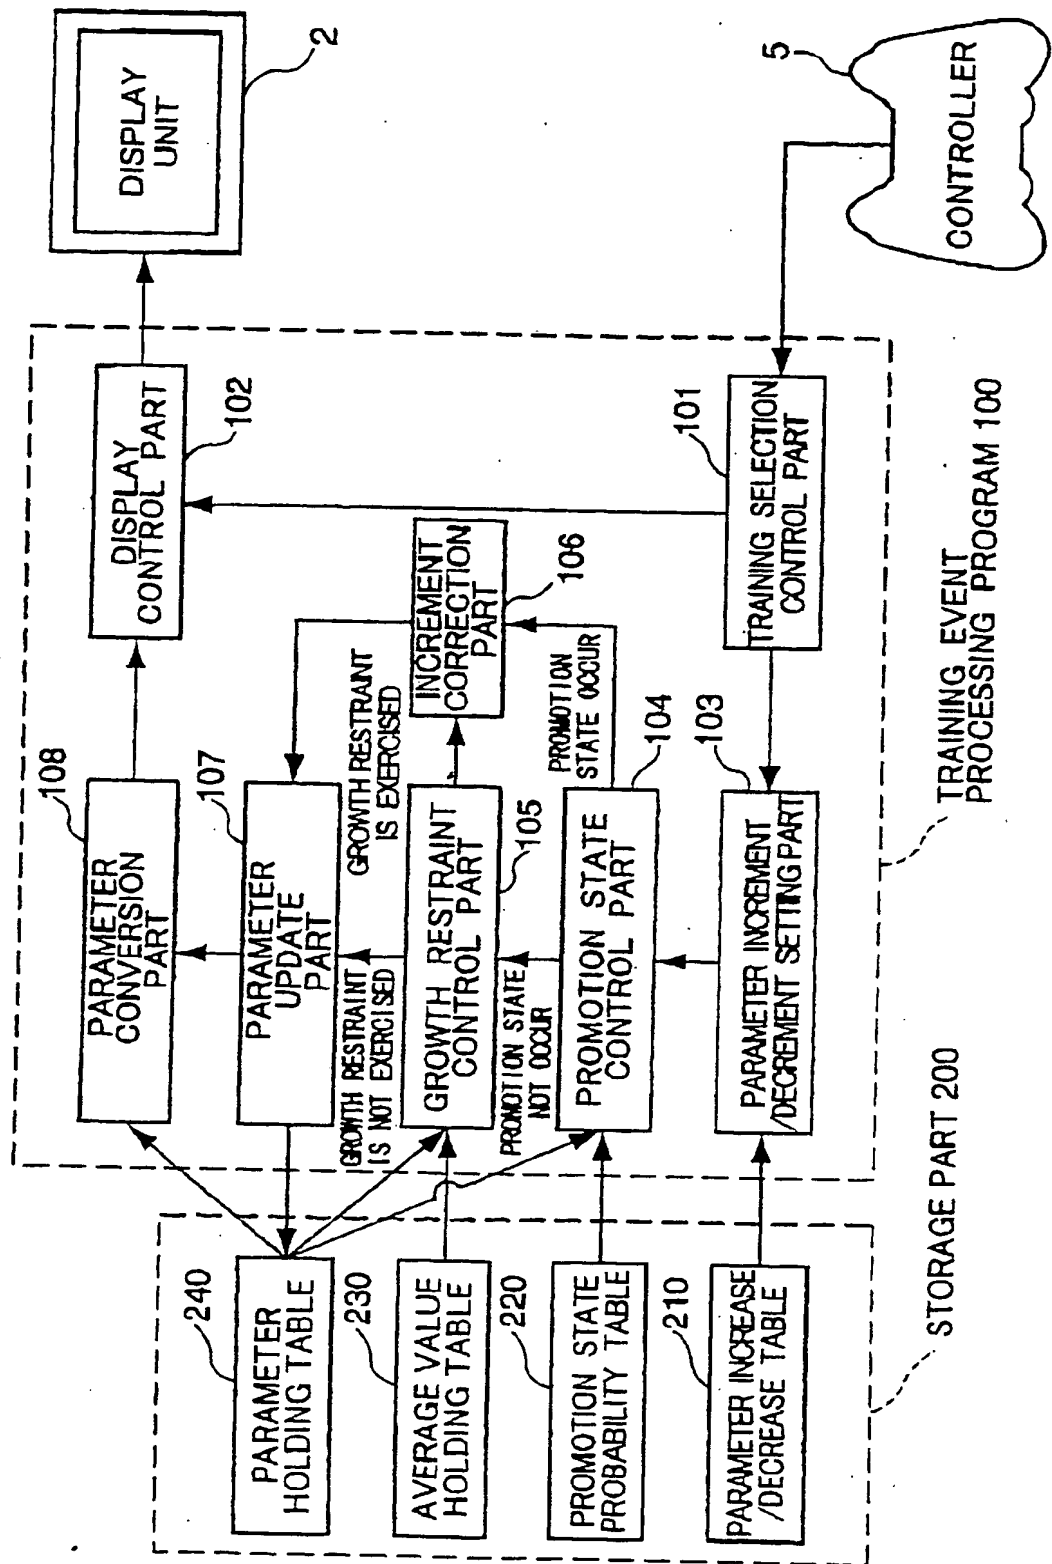 PARAMETER
HOLDING TABLE
240
AVERAGE VALUE
HOLDING TABLE
230
PROMOTION STATE
PROBABILITY TABLE
220
PARAMETER INCREASE
/DECREASE TABLE
210
STORAGE PART 200
PARAMETER
CONVERSION
PART
108
PARAMETER
UPDATE
PART
107
GROWTH RESTRAINT
IS NOT EXERCISED
GROWTH RESTRAINT
IS EXERCISED
GROWTH RESTRAINT
CONTROL PART
105
PROMOTION STATE
NOT OCCUR
PROMOTION
STATE OCCUR
PROMOTION STATE
CONTROL PART
104
PARAMETER INCREMENT
/DECREMENT SETTING PART
103
INCREMENT
CORRECTION
PART
106
DISPLAY
CONTROL PART
102
TRAINING SELECTION
CONTROL PART
101
TRAINING EVENT
PROCESSING PROGRAM 100
DISPLAY
UNIT
2
5
CONTROLLER